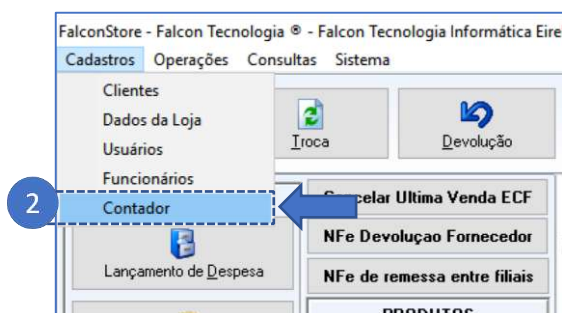 FalconStore - Falcon Tecnologia ® - Falcon Tecnologia Informática Eire
Cadastros Operações Consultas Sistema
Clientes
Dados da Loja
Usuários
Funcionários
Contador
2
Troca
Devolução
Cancelar Ultima Venda ECF
NFe Devoluçao Fornecedor
NFe de remessa entre filiais
Lançamento de Despesa
PRODUTOS